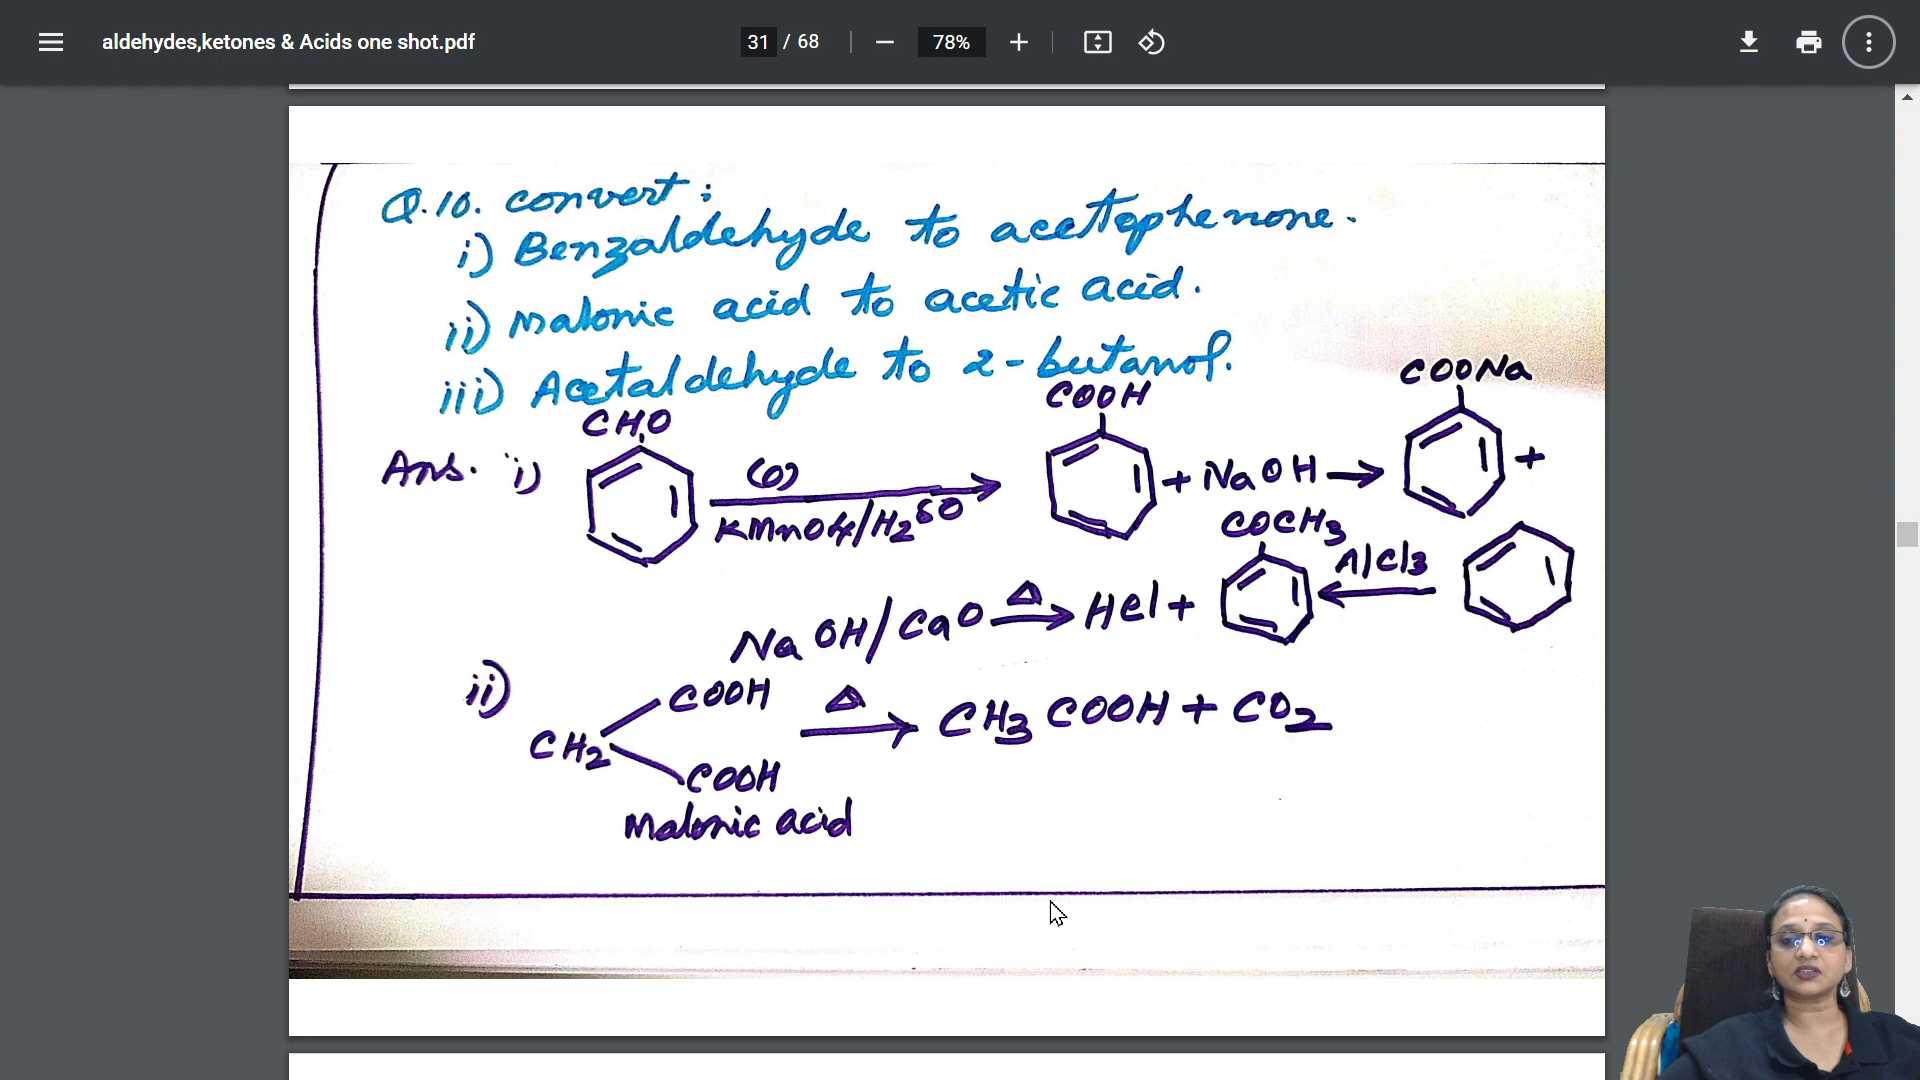 aldehydes,ketones & Acids one shot.pdf
31 / 68
78%
Q.10. convert :
i) Benzaldehyde to acetophenone.
ii) Malonic acid to acetic acid.
iii) Acetaldehyde to 2-butanol.
CHO COOH COONa
Ans. i) (O) + NaOH → +
KMnO4/H2SO
COCH3
AlCl3
NaOH/CaO Δ → HCl +
ii) COOH Δ → CH3COOH + CO2
CH2
COOH
Malonic acid